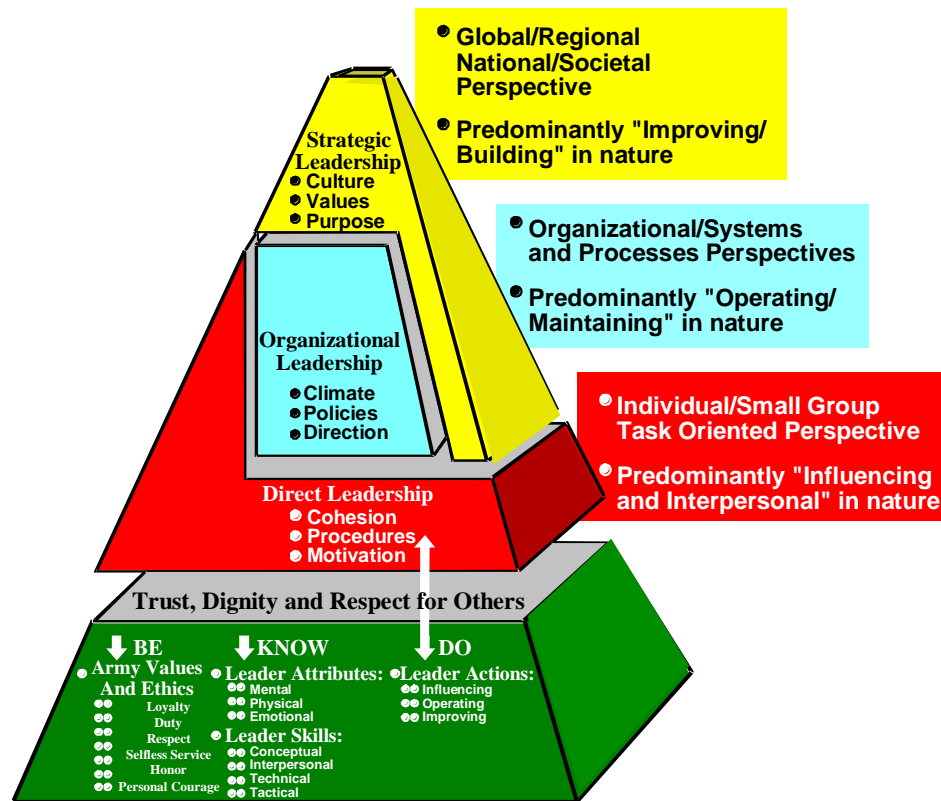 Global/Regional
National/Societal
Perspective
Predominantly "Improving/
Building" in nature
Strategic
Leadership
Culture
Values
Purpose
Organizational/Systems
and Processes Perspectives
Predominantly "Operating/
Maintaining" in nature
Organizational
Leadership
Climate
Policies
Direction
Individual/Small Group
Task Oriented Perspective
Predominantly "Influencing
and Interpersonal" in nature
Direct Leadership
Cohesion
Procedures
Motivation
Trust, Dignity and Respect for Others
BE
Army Values
And Ethics
Loyalty
Duty
Respect
Selfless Service
Honor
Personal Courage
KNOW
Leader Attributes:
Mental
Physical
Emotional
Leader Skills:
Conceptual
Interpersonal
Technical
Tactical
DO
Leader Actions:
Influencing
Operating
Improving